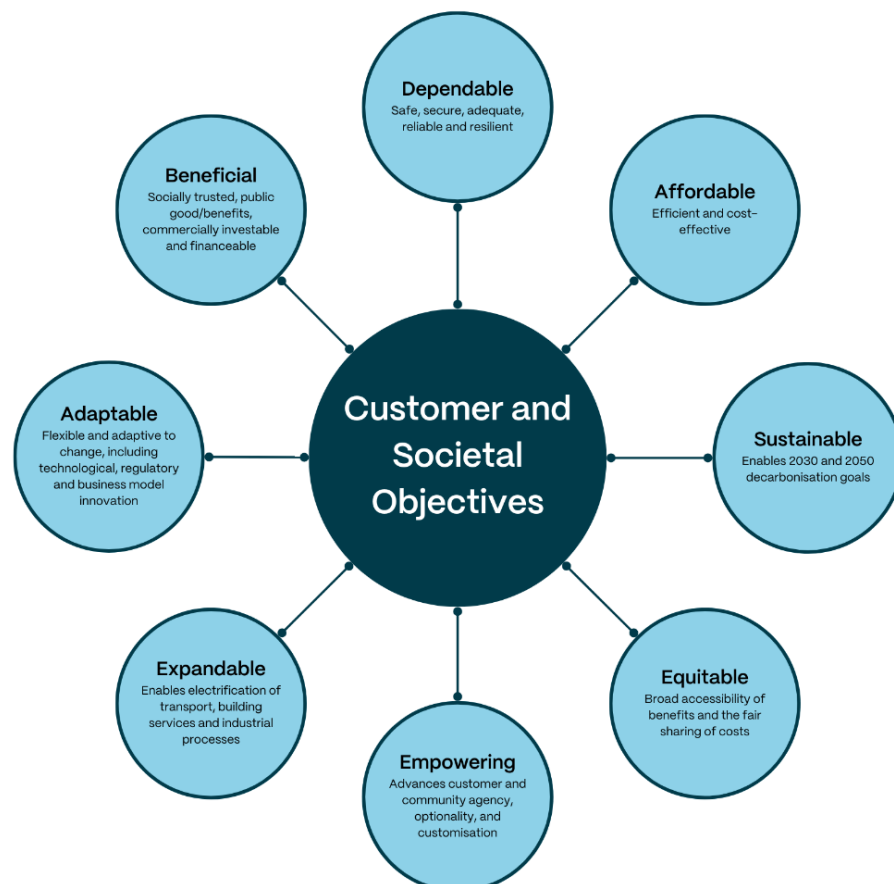 Dependable
Safe, secure, adequate,
reliable and resilient
Affordable
Efficient and cost-
effective
Sustainable
Enables 2030 and 2050
decarbonisation goals
Equitable
Broad accessibility of
benefits and the fair
sharing of costs
Empowering
Advances customer and
community agency,
optionality, and
customisation
Expandable
Enables electrification of
transport, building
services and industrial
processes
Adaptable
Flexible and adaptive to
change, including
technological, regulatory
and business model
innovation
Beneficial
Socially trusted, public
good/benefits,
commercially investable
and financeable
Customer and
Societal
Objectives